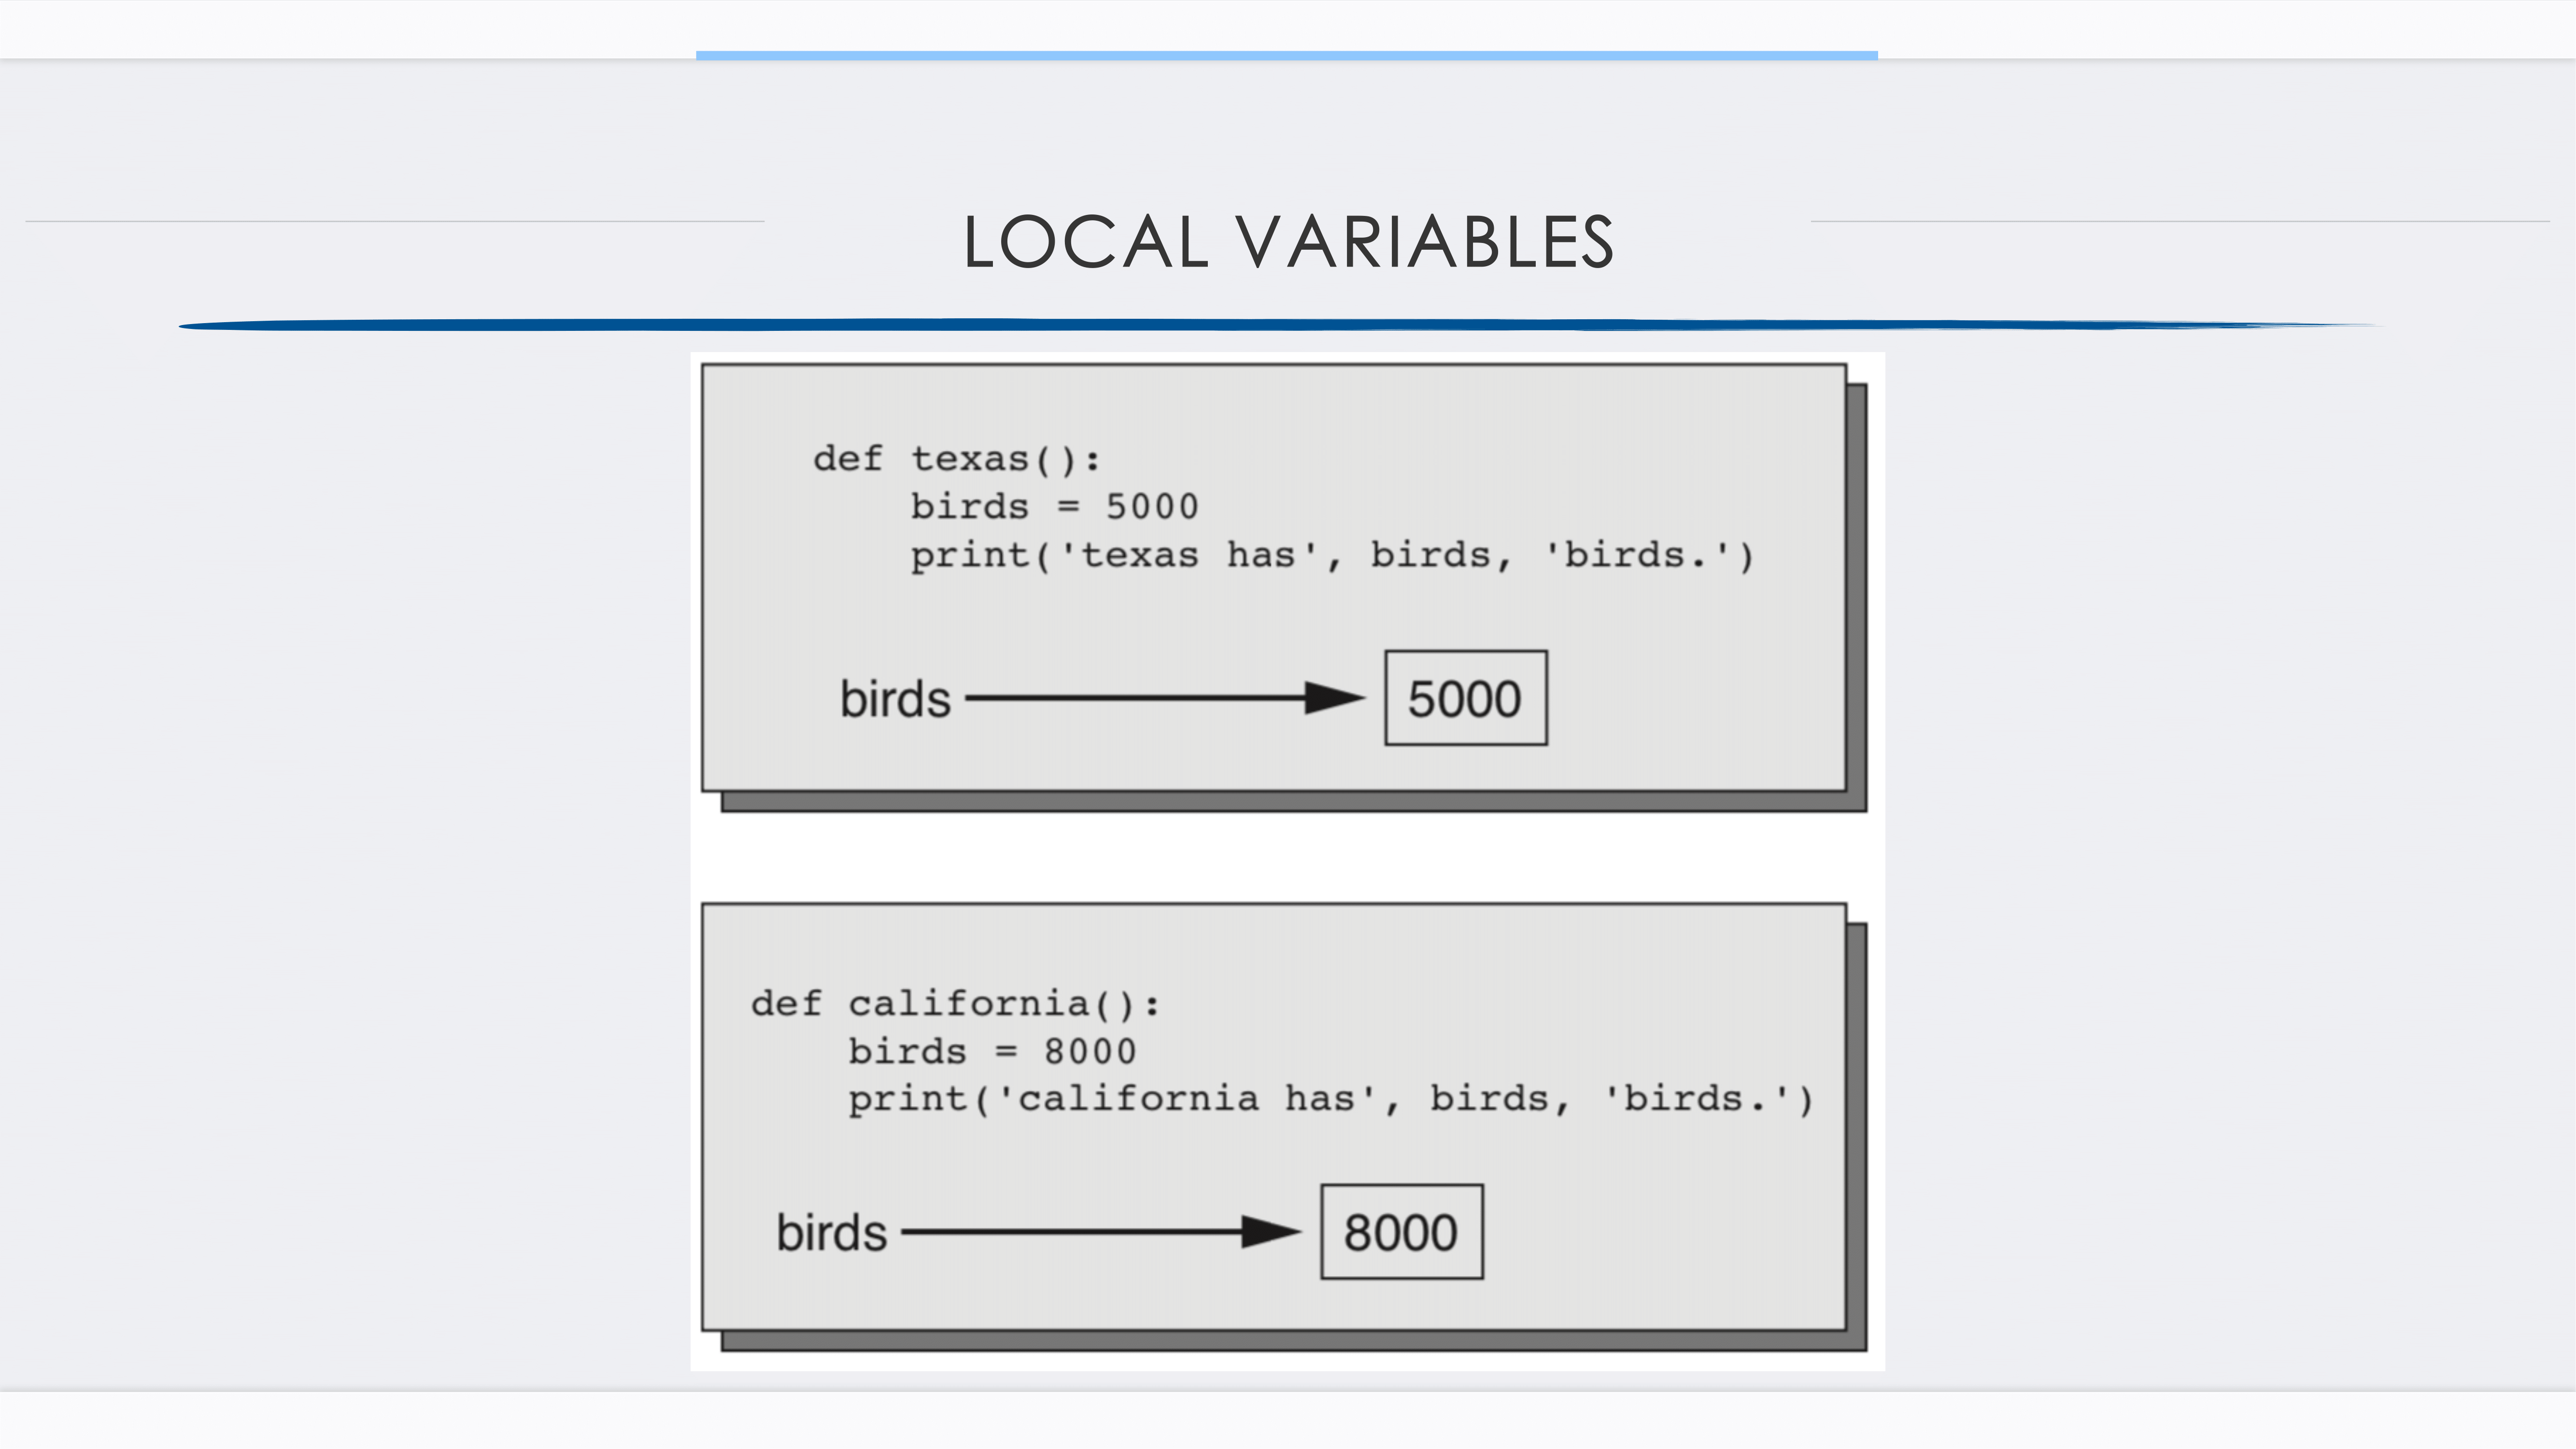 LOCAL VARIABLES
def texas():
    birds = 5000
    print('texas has', birds, 'birds.')
birds 5000
def california():
    birds = 8000
    print('california has', birds, 'birds.')
birds 8000